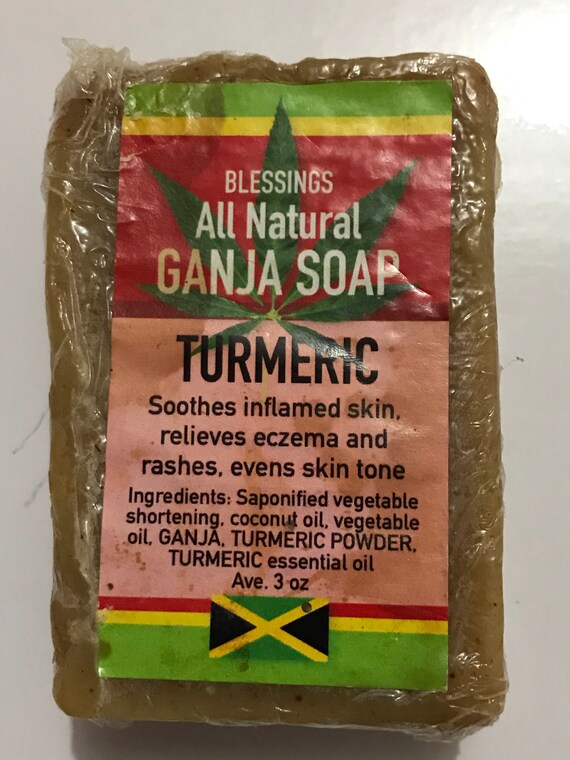 BLESSINGS
All Natural
GANJA SOAP
TURMERIC
Soothes inflamed skin,
relieves eczema and
rashes, evens skin tone
Ingredients: Saponified vegetable
shortening, coconut oil, vegetable
oil, GANJA, TURMERIC POWDER,
TURMERIC essential oil
Ave. 3 oz